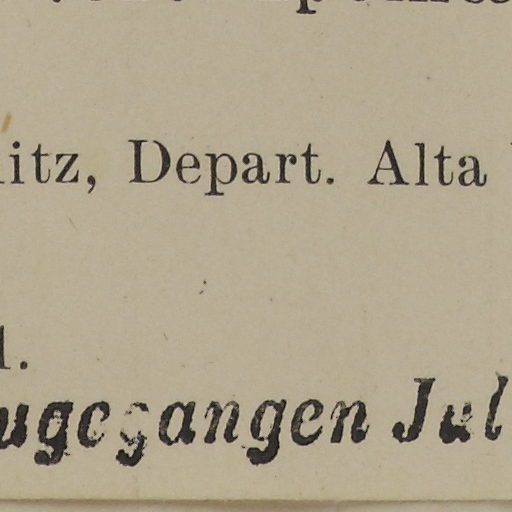 itz, Depart. Alta
ugegangen Jul